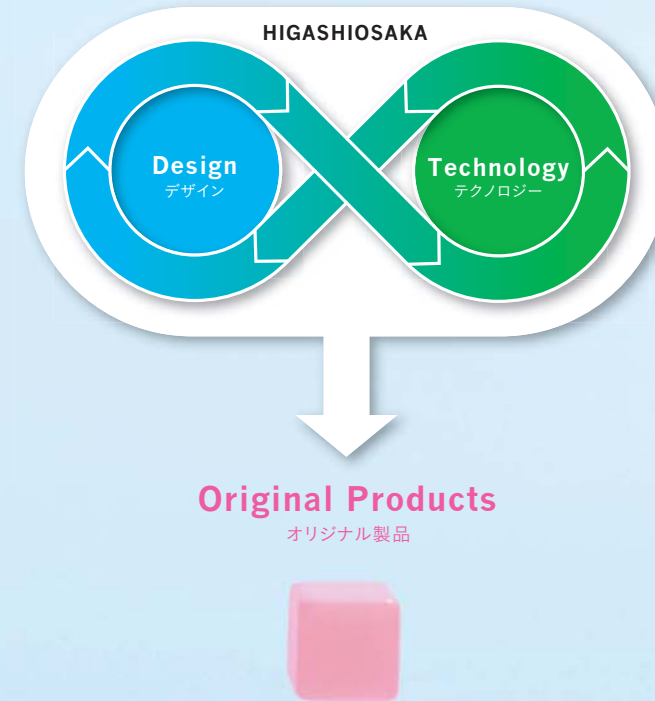 HIGASHIOSAKA
Design
デザイン
Technology
テクノロジー
Original Products
オリジナル製品